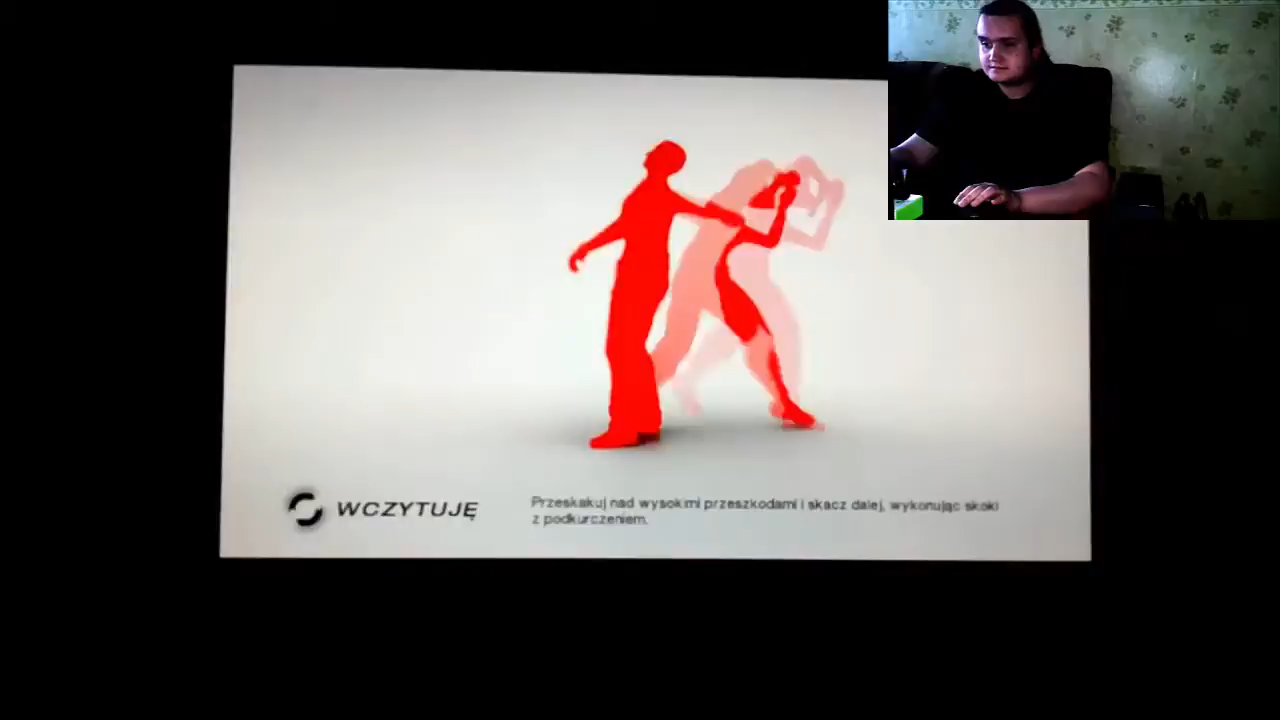 WCZYTUJĘ
Przeskakuj nad wysokimi przeszkodami i skacz dalej, wykonując skoki
z podkurczeniem.